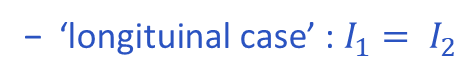 – ‘longituinal case’ : I₁ = I₂